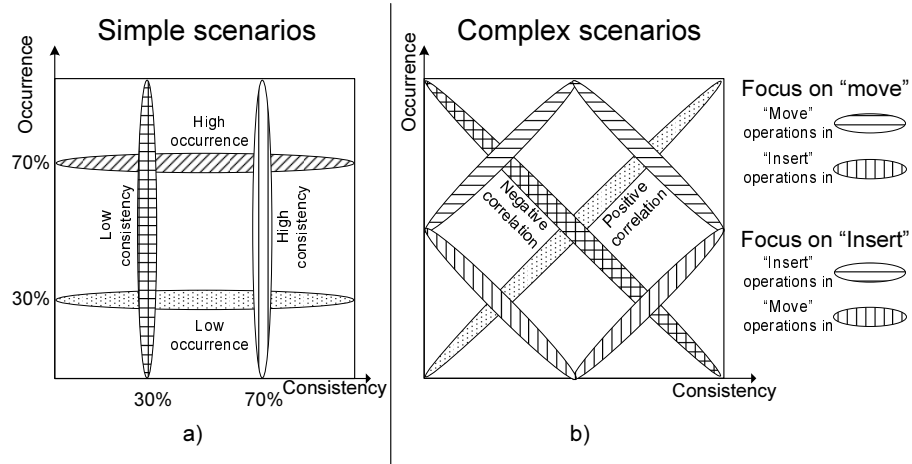 Simple scenarios
Occurrence
70%
30%
High
occurrence
Low
consistency
High
consistency
Low
occurrence
Consistency
30%
70%
a)
Complex scenarios
Occurrence
Negative
correlation
Positive
correlation
Consistency
b)
Focus on “move”
“Move”
operations in
“Insert”
operations in
Focus on “Insert”
“Insert”
operations in
“Move”
operations in